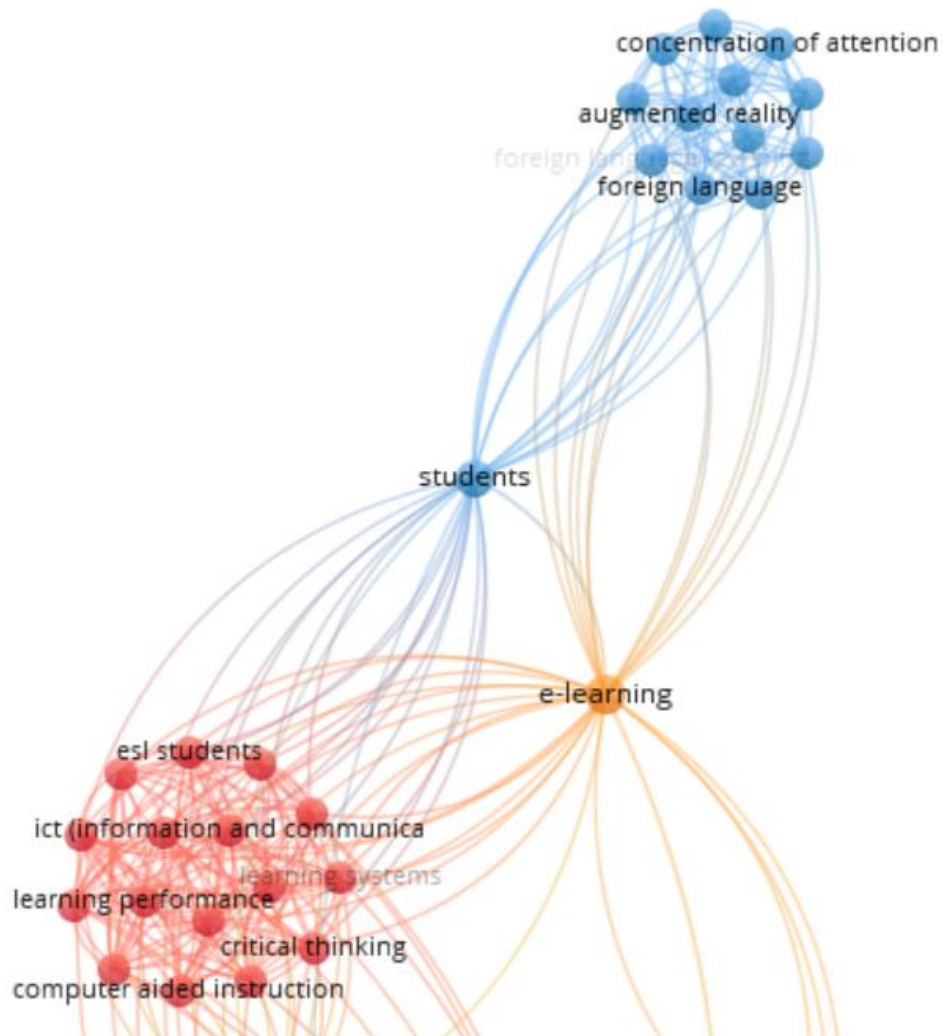 concentration of attention
augmented reality
foreign language
students
e-learning
esl students
ict (information and communica
learning systems
learning performance
critical thinking
computer aided instruction